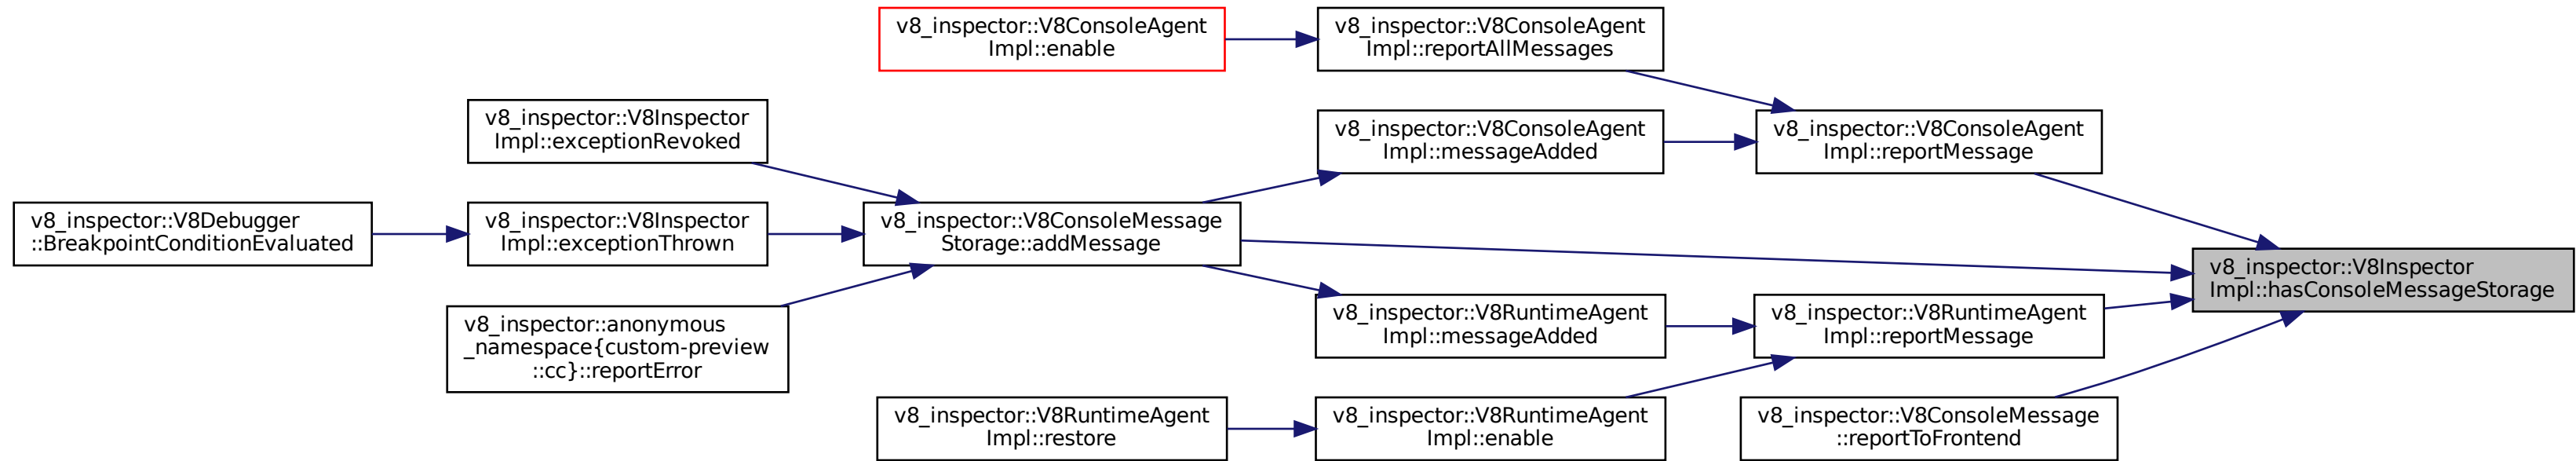 v8_inspector::V8ConsoleAgent
Impl::enable
v8_inspector::V8ConsoleAgent
Impl::reportAllMessages
v8_inspector::V8Inspector
Impl::exceptionRevoked
v8_inspector::V8ConsoleAgent
Impl::messageAdded
v8_inspector::V8ConsoleAgent
Impl::reportMessage
v8_inspector::V8Debugger
::BreakpointConditionEvaluated
v8_inspector::V8Inspector
Impl::exceptionThrown
v8_inspector::V8ConsoleMessage
Storage::addMessage
v8_inspector::V8Inspector
Impl::hasConsoleMessageStorage
v8_inspector::anonymous
_namespace{custom-preview
::cc}::reportError
v8_inspector::V8RuntimeAgent
Impl::messageAdded
v8_inspector::V8RuntimeAgent
Impl::reportMessage
v8_inspector::V8RuntimeAgent
Impl::restore
v8_inspector::V8RuntimeAgent
Impl::enable
v8_inspector::V8ConsoleMessage
::reportToFrontend